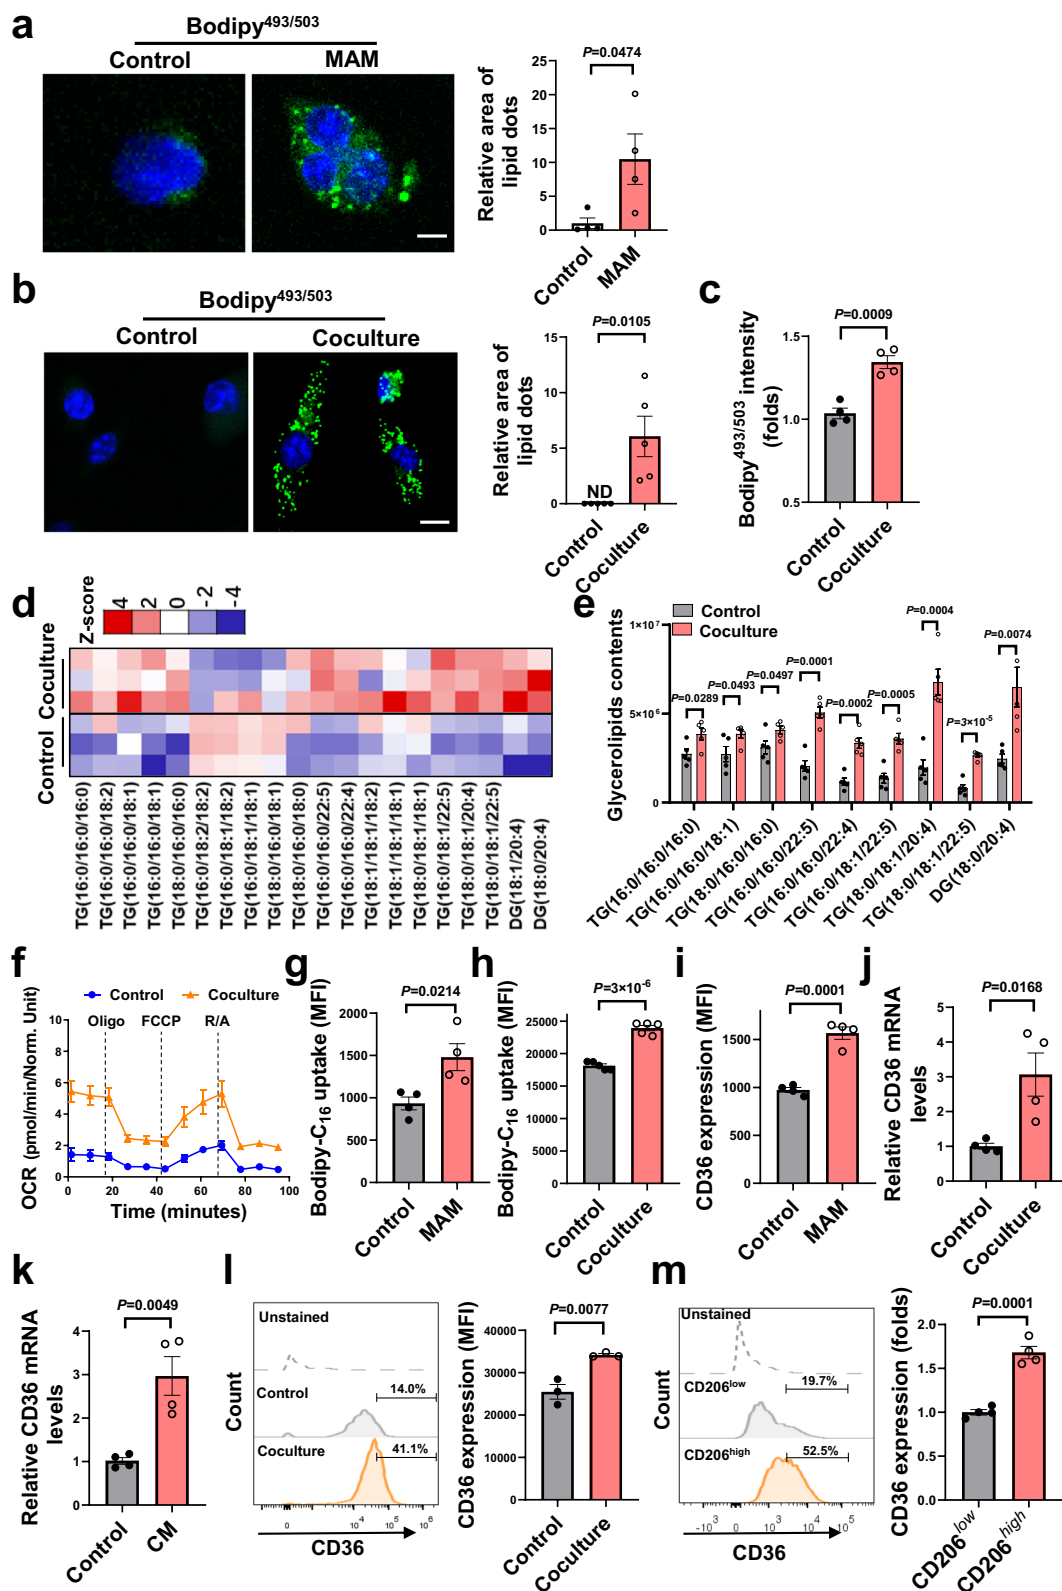 a
Bodipy493/503
Control MAM
Relative area of
lipid dots
P=0.0474
25
20
15
10
5
0
Control
MAM
b
Bodipy493/503
Control Coculture
Relative area of
lipid dots
P=0.0105
15
10
5
0
ND
Control
Coculture
c
Bodipy493/503 intensity
(folds)
P=0.0009
1.5
1.0
0.5
Control
Coculture
d
Z-score
4 2 0 -2 -4
Coculture
Control
TG(16:0/16:0/16:0)
TG(16:0/16:0/18:2)
TG(16:0/16:0/18:1)
TG(16:0/16:1/18:1)
TG(18:0/16:0/16:0)
TG(16:0/18:2/18:2)
TG(16:0/18:1/18:2)
TG(16:1/18:1/18:1)
TG(16:0/18:1/18:1)
TG(16:0/18:1/18:0)
TG(16:0/16:0/22:5)
TG(16:0/16:0/22:4)
TG(18:1/18:1/18:2)
TG(18:1/18:1/18:1)
TG(18:0/18:1/18:1)
TG(16:0/18:1/22:5)
TG(18:0/18:1/20:4)
TG(18:0/18:1/22:5)
DG(18:1/20:4)
DG(18:0/20:4)
e
Control
Coculture
Glycerolipids contents
1×10⁷
5×10⁶
0
P=0.0289
P=0.0493
P=0.0497
P=0.0001
P=0.0002
P=0.0005
P=0.0004
P=3×10⁻⁵
P=0.0074
TG(16:0/16:0/16:0)
TG(16:0/16:0/18:1)
TG(18:0/16:0/16:0)
TG(16:0/16:0/22:5)
TG(16:0/16:0/22:4)
TG(16:0/18:1/22:5)
TG(18:0/18:1/20:4)
TG(18:0/18:1/22:5)
DG(18:0/20:4)
f
Control Coculture
OCR (pmol/min/Norm. Unit)
Oligo FCCP R/A
10
8
6
4
2
0
0 20 40 60 80 100
Time (minutes)
g
Bodipy-C16 uptake (MFI)
P=0.0214
2000
1500
1000
500
0
Control
MAM
h
Bodipy-C16 uptake (MFI)
P=3×10⁻⁶
25000
20000
15000
10000
5000
0
Control
Coculture
i
CD36 expression (MFI)
P=0.0001
1500
1000
500
0
Control
MAM
j
Relative CD36 mRNA
levels
P=0.0168
5
4
3
2
1
0
Control
Coculture
k
Relative CD36 mRNA
levels
P=0.0049
4
3
2
1
0
Control
CM
l
Count
Unstained
Control
14.0%
Coculture
41.1%
0 10⁴ 10⁵ 10⁶
CD36
CD36 expression (MFI)
P=0.0077
40000
30000
20000
10000
0
Control
Coculture
m
Count
Unstained
CD206low
19.7%
CD206high
52.5%
-10³ 0 10³ 10⁴ 10⁵
CD36
CD36 expression (folds)
P=0.0001
2.0
1.5
1.0
0.5
0.0
CD206low
CD206high